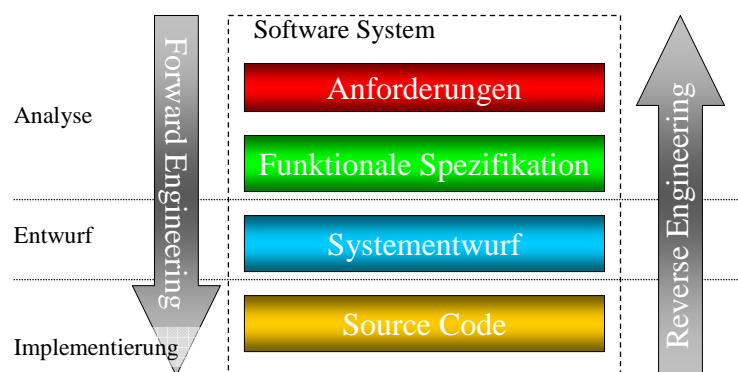 Software System
Forward Engineering
Analyse
Anforderungen
Funktionale Spezifikation
Entwurf
Systementwurf
Implementierung
Source Code
Reverse Engineering